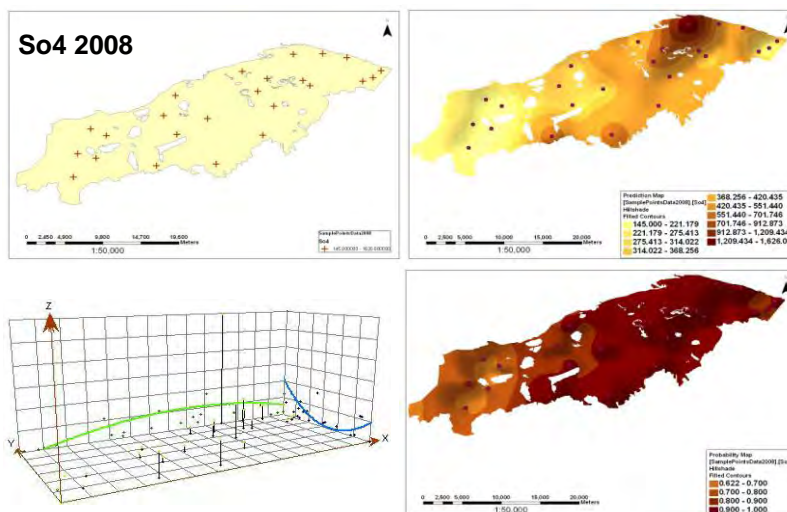 So4 2008
SamplePointsData2008
So4
0 2,450 4,900 9,800 14,700 19,600
Meters
1:50,000
Prediction Map
[SamplePointsData2008].[So4]
Hillshade
Filled Contours
145.000 - 221.179
221.179 - 275.413
275.413 - 314.022
314.022 - 368.256
368.256 - 420.435
420.435 - 551.440
551.440 - 701.746
701.746 - 912.873
912.873 - 1,209.434
1,209.434 - 1,626.0
0 2,500 5,000 10,000 15,000 20,000
Meters
1:50,000
Z
Y
X
Probability Map
[SamplePointsData2008].[So
Hillshade
Filled Contours
0.622 - 0.700
0.700 - 0.800
0.800 - 0.900
0.900 - 1.000
0 2,500 5,000 10,000 15,000 20,000
Meters
1:50,000